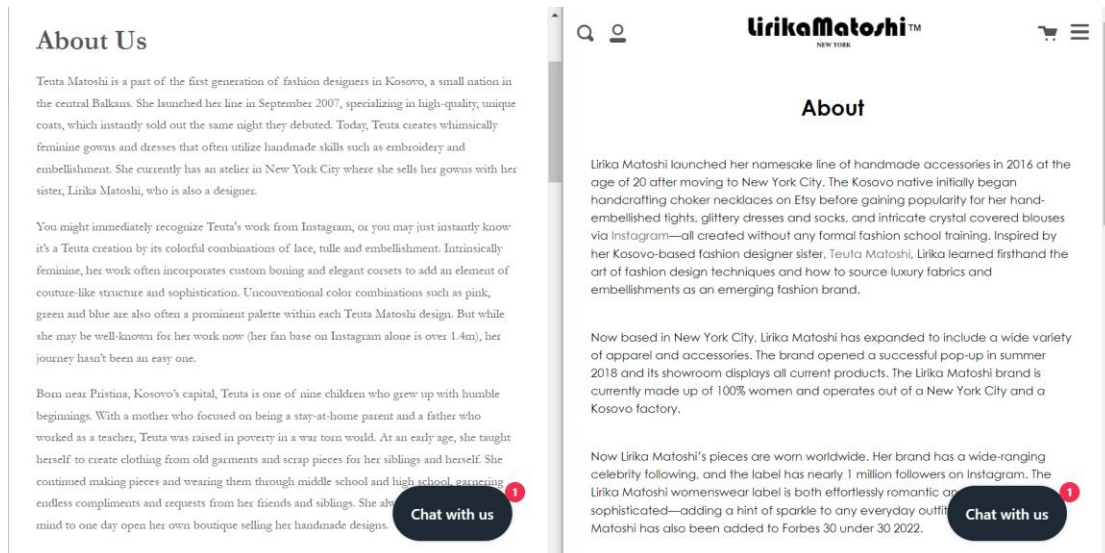 About Us
Teuta Matoshi is a part of the first generation of fashion designers in Kosovo, a small nation in
the central Balkans. She launched her line in September 2007, specializing in high-quality, unique
coats, which instantly sold out the same night they debuted. Today, Teuta creates whimsically
feminine gowns and dresses that often utilize handmade skills such as embroidery and
embellishment. She currently has an atelier in New York City where she sells her gowns with her
sister, Lirika Matoshi, who is also a designer.
You might immediately recognize Teuta's work from Instagram, or you may just instantly know
it's a Teuta creation by its colorful combinations of lace, tulle and embellishment. Intrinsically
feminine, her work often incorporates custom boning and elegant corsets to add an element of
couture-like structure and sophistication. Unconventional color combinations such as pink,
green and blue are also often a prominent palette within each Teuta Matoshi design. But while
she may be well-known for her work now (her fan base on Instagram alone is over 1.4m), her
journey hasn't been an easy one.
Born near Pristina, Kosovo's capital, Teuta is one of nine children who grew up with humble
beginnings. With a mother who focused on being a stay-at-home parent and a father who
worked as a teacher, Teuta was raised in poverty in a war torn world. At an early age, she taught
herself to create clothing from old garments and scrap pieces for her siblings and herself. She
continued making pieces and wearing them through middle school and high school, garnering
endless compliments and requests from her friends and siblings. She
mind to one day open her own boutique selling her handmade designs.
1
Chat with us
LirikaMatoshi™
NEW YORK
About
Lirika Matoshi launched her namesake line of handmade accessories in 2016 at the
age of 20 after moving to New York City. The Kosovo native initially began
handcrafting choker necklaces on Etsy before gaining popularity for her hand-
embellished tights, glittery dresses and socks, and intricate crystal covered blouses
via Instagram—all created without any formal fashion school training. Inspired by
her Kosovo-based fashion designer sister, Teuta Matoshi, Lirika learned firsthand the
art of fashion design techniques and how to source luxury fabrics and
embellishments as an emerging fashion brand.
Now based in New York City, Lirika Matoshi has expanded to include a wide variety
of apparel and accessories. The brand opened a successful pop-up in summer
2018 and its showroom displays all current products. The Lirika Matoshi brand is
currently made up of 100% women and operates out of a New York City and a
Kosovo factory.
Now Lirika Matoshi's pieces are worn worldwide. Her brand has a wide-ranging
celebrity following, and the label has nearly 1 million followers on Instagram. The
Lirika Matoshi womenswear label is both effortlessly romantic
sophisticated—adding a hint of sparkle to any everyday
Matoshi has also been added to Forbes 30 under 30 2022.
1
Chat with us